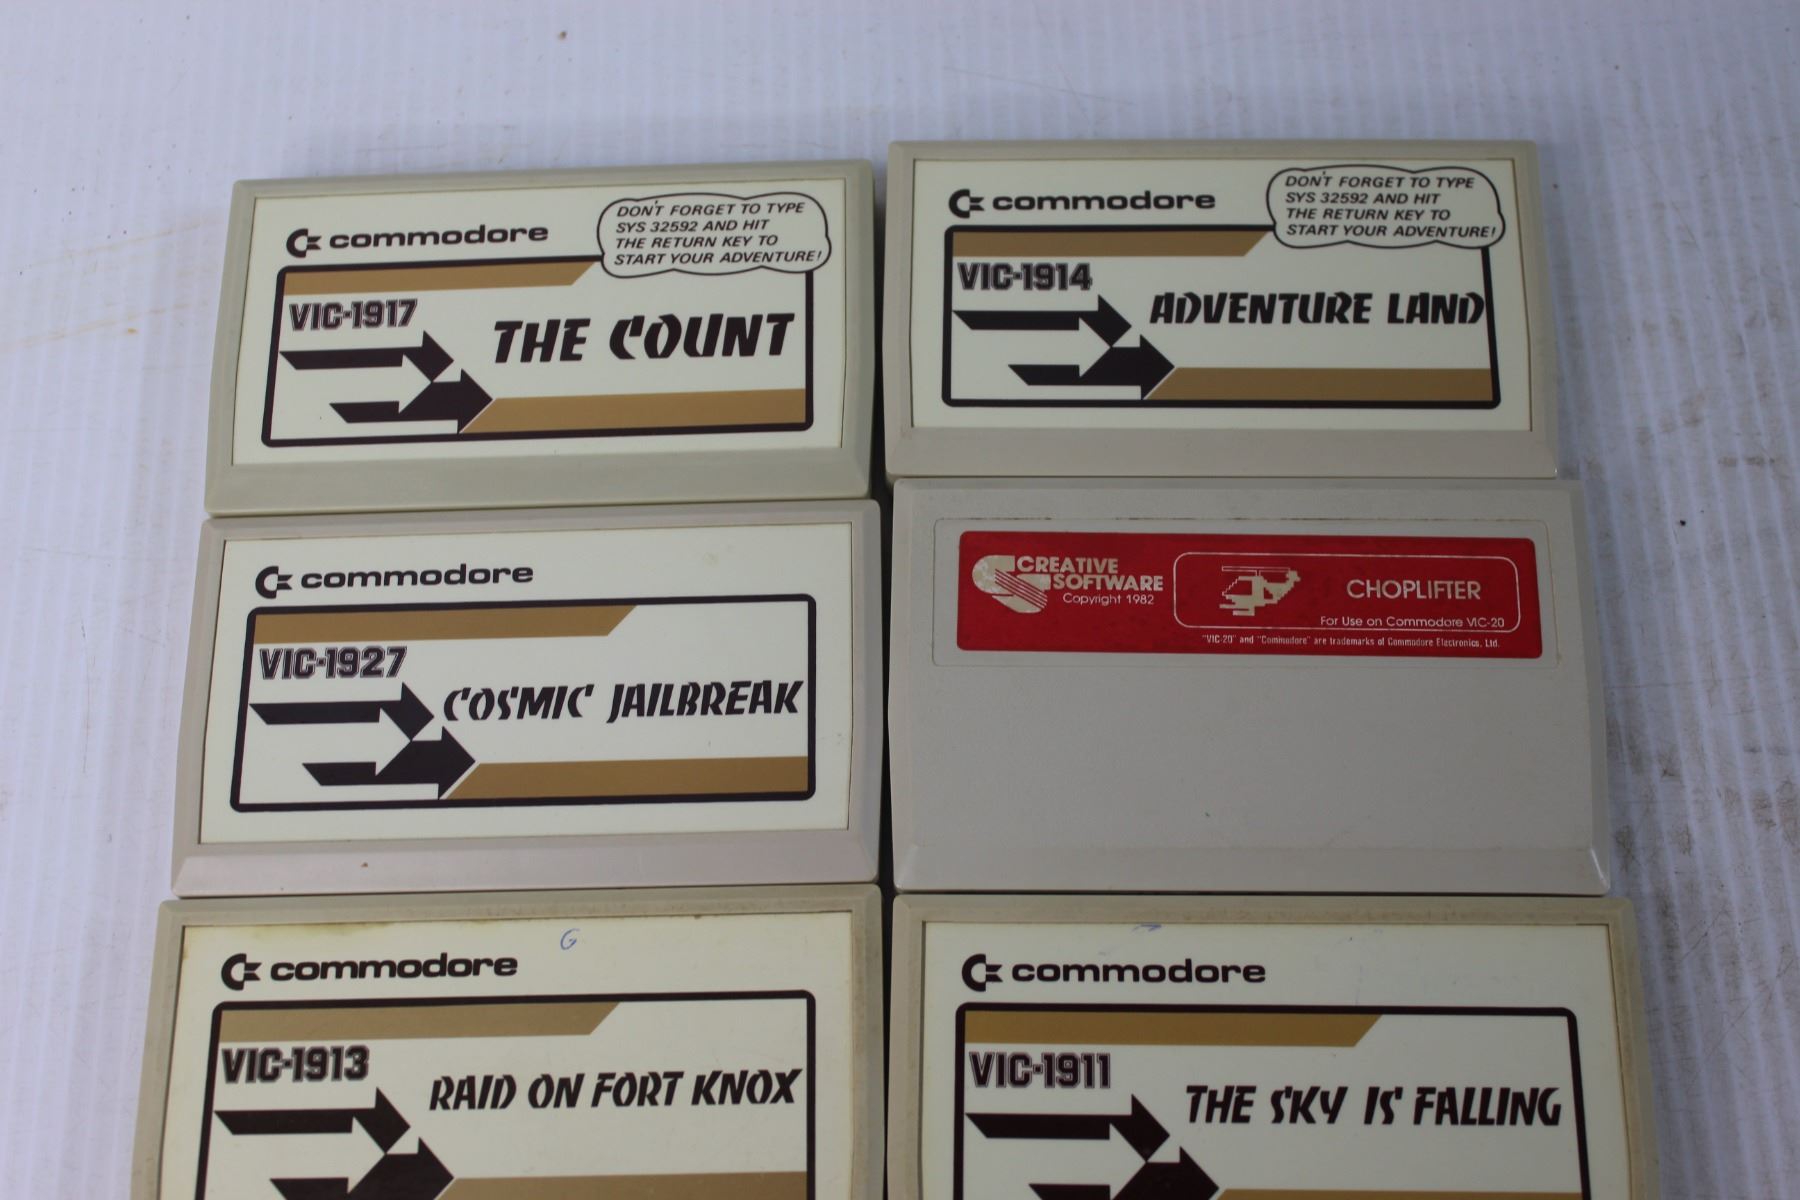 commodore
DON'T FORGET TO TYPE
SYS 32592 AND HIT
THE RETURN KEY TO
START YOUR ADVENTURE!
VIC-1917
THE COUNT
commodore
DON'T FORGET TO TYPE
SYS 32592 AND HIT
THE RETURN KEY TO
START YOUR ADVENTURE!
VIC-1914
ADVENTURE LAND
commodore
VIC-1927
COSMIC JAILBREAK
CREATIVE
SOFTWARE
Copyright 1982
CHOPLIFTER
For Use on Commodore VIC-20
"VIC-20" and "Commodore" are trademarks of Commodore Electronics, Ltd.
G
commodore
VIC-1913
RAID ON FORT KNOX
commodore
VIC-1911
THE SKY IS FALLING